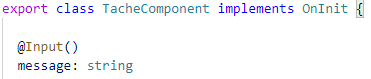 export class TacheComponent implements OnInit {
@Input()
message: string